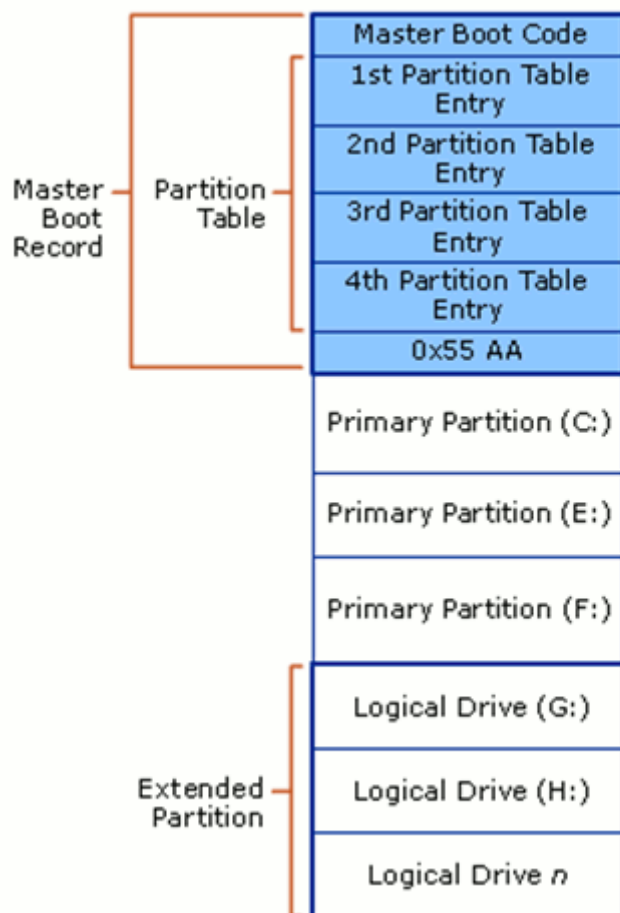 Master Boot Code
1st Partition Table
Entry
2nd Partition Table
Entry
3rd Partition Table
Entry
4th Partition Table
Entry
0x55 AA
Master
Boot
Record
Partition
Table
Primary Partition (C:)
Primary Partition (E:)
Primary Partition (F:)
Logical Drive (G:)
Logical Drive (H:)
Logical Drive n
Extended
Partition